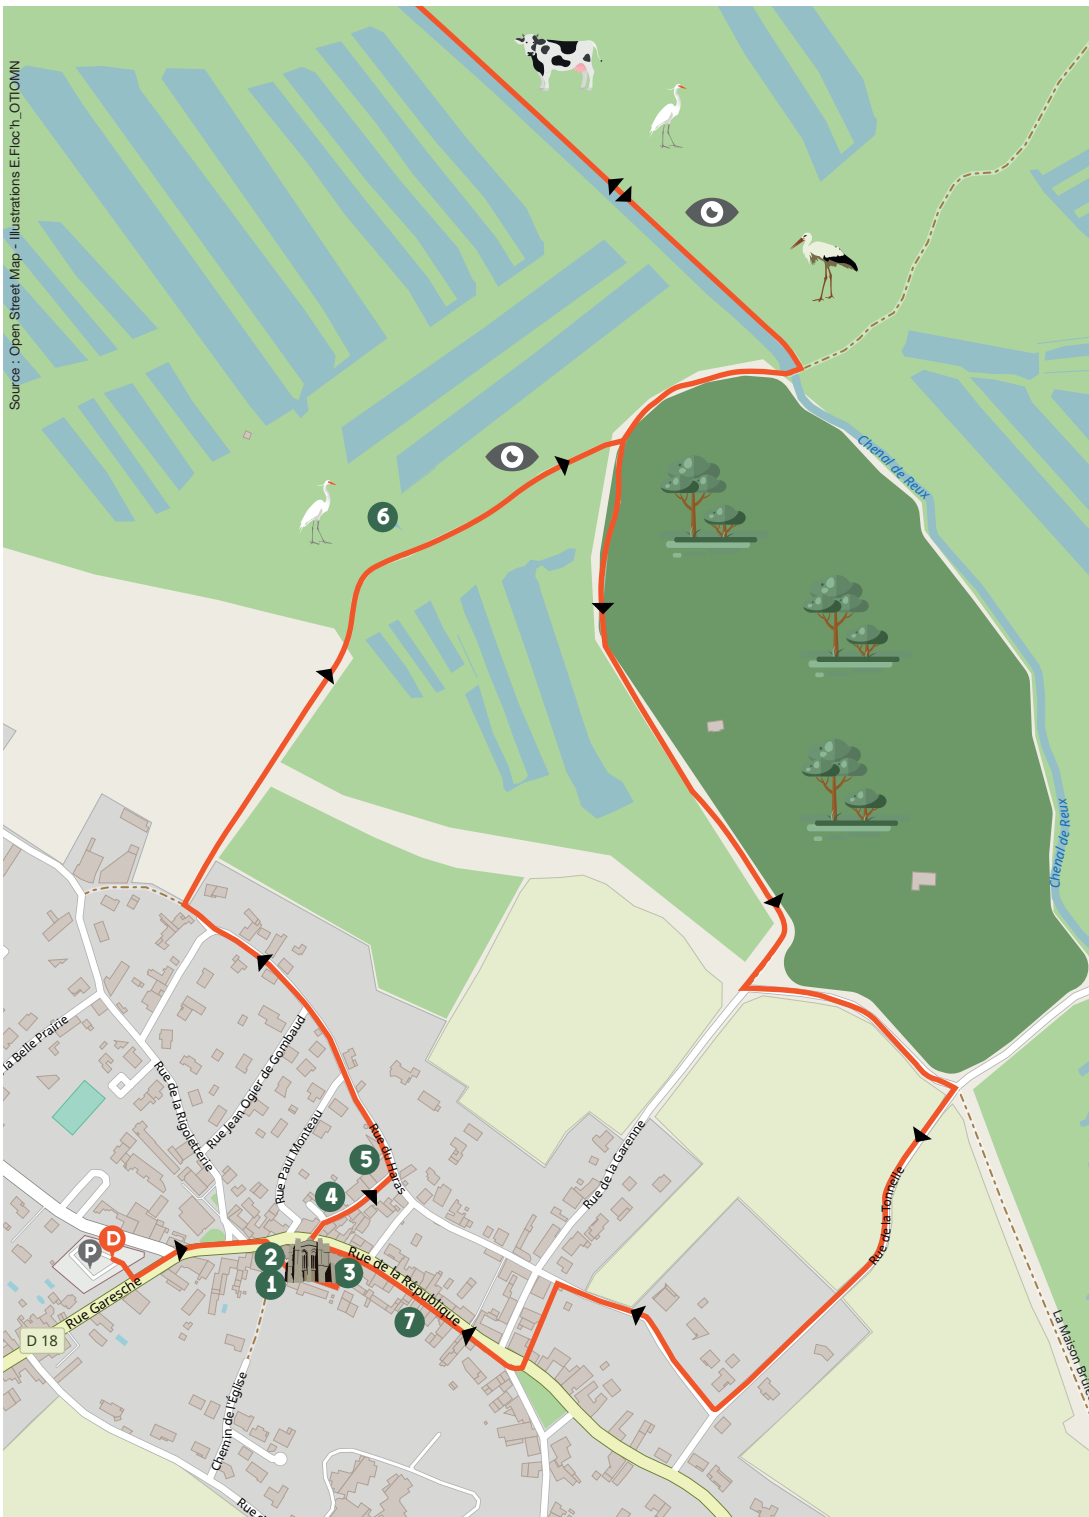 Source : Open Street Map - Illustrations E.Floc'h_OTIOMN
6
Chenal de Reux
Chenal de Reux
la Belle Prairie
Rue de la Rigoletterie
Rue Jean Ogier de Gombaud
Rue Paul Monteau
Rue du Haras
5
4
Rue de la Garenne
Rue de la Tonnelle
D
P
2
1
3
Rue de la République
7
Rue Garesche
D 18
Chemin de l'Église
La Maison Brul
Rue d